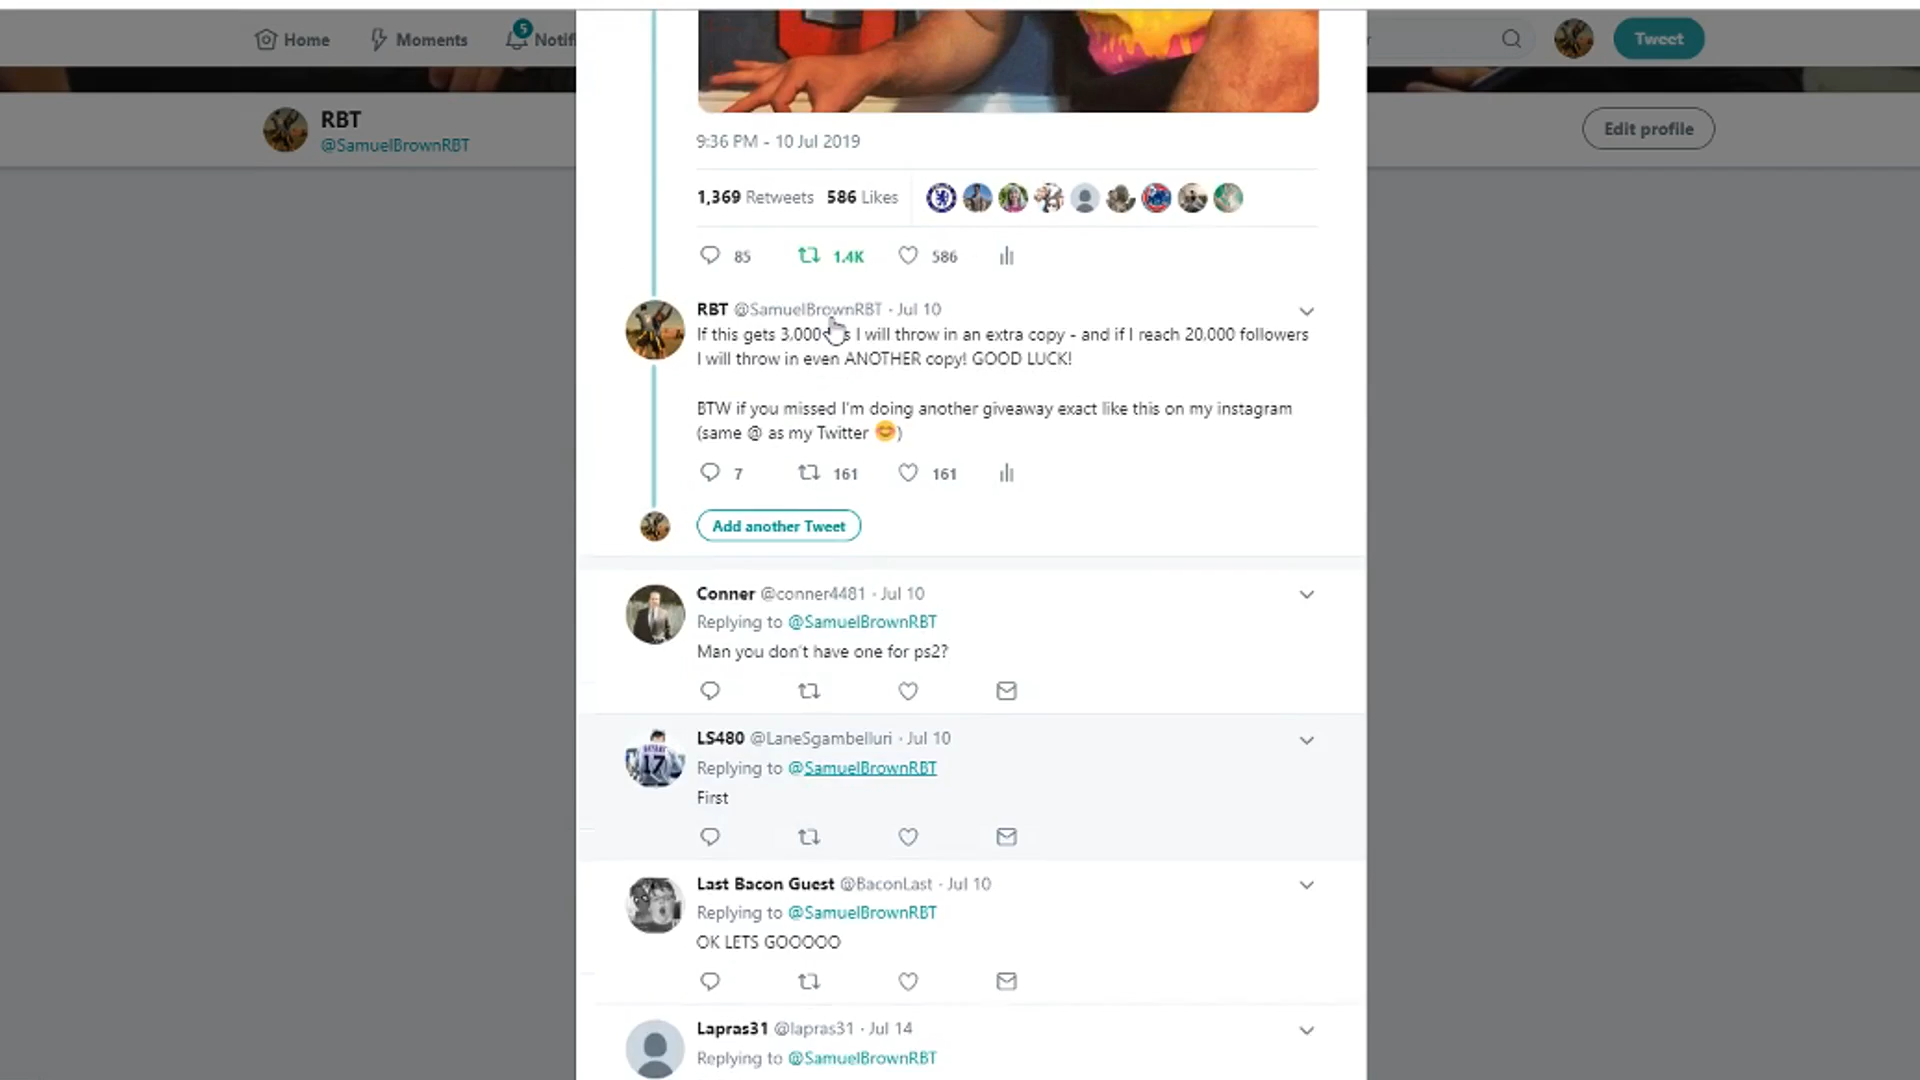 Home
Moments
5
Notifi
Tweet
RBT
@SamuelBrownRBT
Edit profile
9:36 PM - 10 Jul 2019
1,369 Retweets 586 Likes
85 1.4K 586
RBT @SamuelBrownRBT · Jul 10
If this gets 3,000 I will throw in an extra copy - and if I reach 20,000 followers
I will throw in even ANOTHER copy! GOOD LUCK!
BTW if you missed I'm doing another giveaway exact like this on my instagram
(same @ as my Twitter 😊)
7 161 161
Add another Tweet
Conner @conner4481 · Jul 10
Replying to @SamuelBrownRBT
Man you don't have one for ps2?
LS480 @LaneSgambelluri · Jul 10
Replying to @SamuelBrownRBT
First
17
Last Bacon Guest @BaconLast · Jul 10
Replying to @SamuelBrownRBT
OK LETS GOOOOO
Lapras31 @lapras31 · Jul 14
Replying to @SamuelBrownRBT